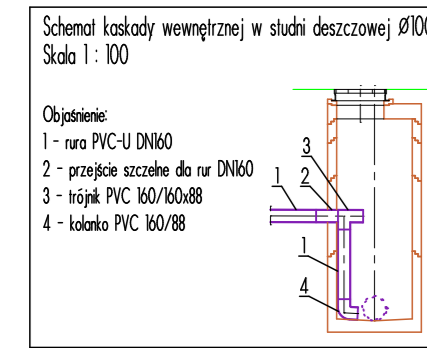 Schemat kaskady wewnętrznej w studni deszczowej Ø100
Skala 1 : 100
Objaśnienie:
1 - rura PVC-U DN160
2 - przejście szczelne dla rur DN160
3 - trójnik PVC 160/160x88
4 - kolanko PVC 160/88
3
1 2
1
4